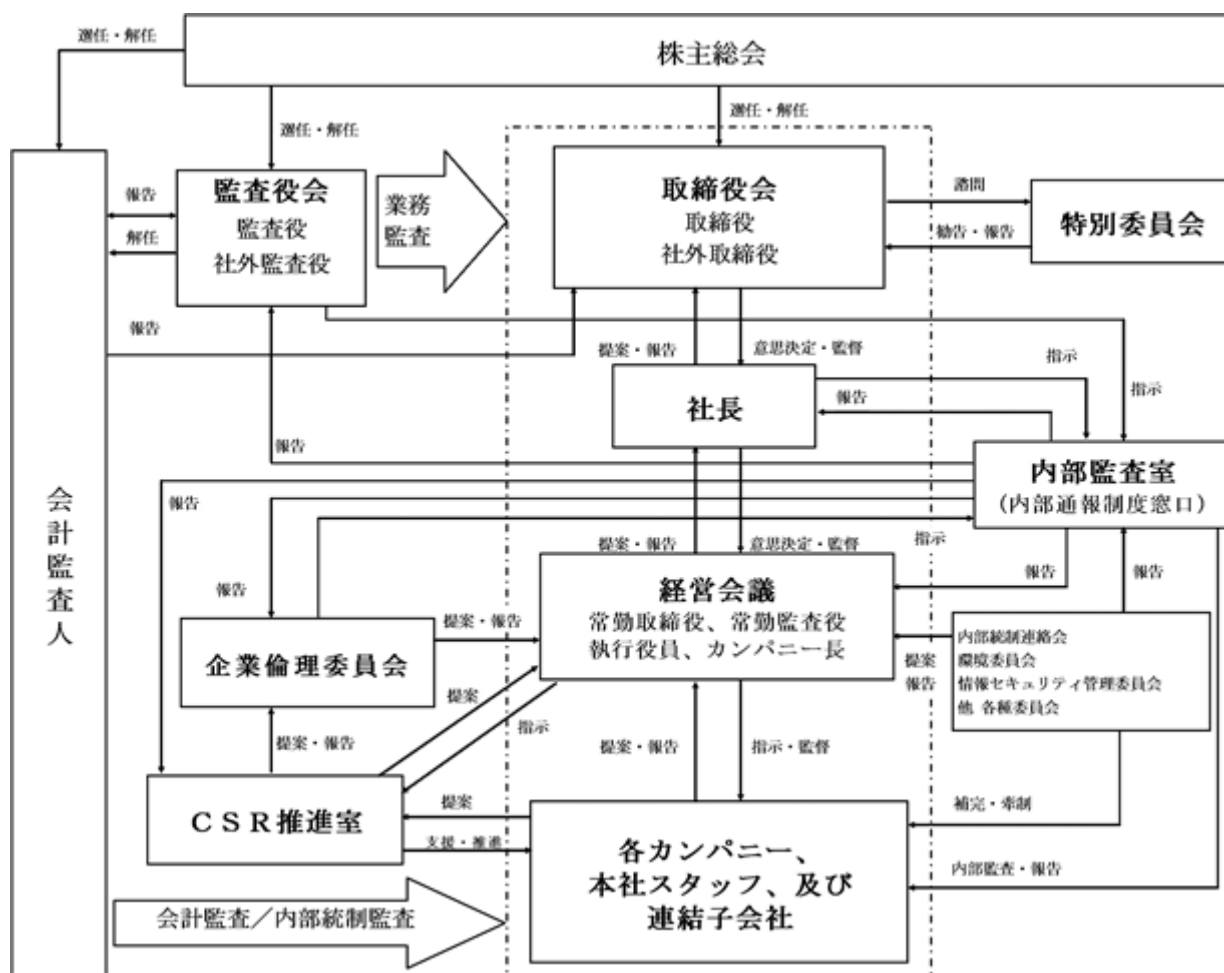 株主総会
選任・解任
選任・解任
選任・解任
監査役会
監査役
社外監査役
業務
監査
取締役会
取締役
社外取締役
諮問
勧告・報告
特別委員会
報告
解任
報告
提案・報告
意思決定・監督
指示
指示
社長
報告
報告
内部監査室
(内部通報制度窓口)
会計監査人
報告
提案・報告
意思決定・監督
指示
報告
報告
報告
経営会議
常勤取締役、常勤監査役
執行役員、カンパニー長
企業倫理委員会
提案・報告
提案
報告
内部統制連絡会
環境委員会
情報セキュリティ管理委員会
他 各種委員会
提案
指示
提案・報告
提案・報告
指示・監督
CSR推進室
提案
支援・推進
補完・牽制
内部監査・報告
各カンパニー、
本社スタッフ、及び
連結子会社
会計監査/内部統制監査